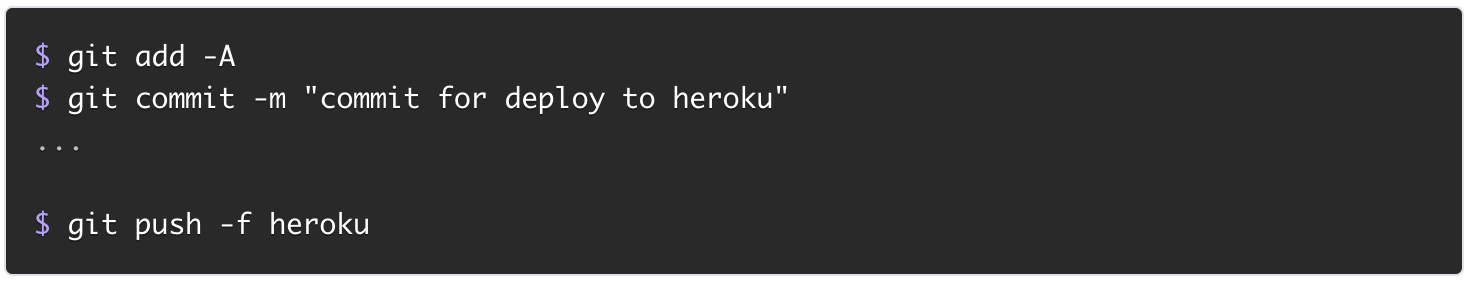 $ git add -A
$ git commit -m "commit for deploy to heroku"
...
$ git push -f heroku